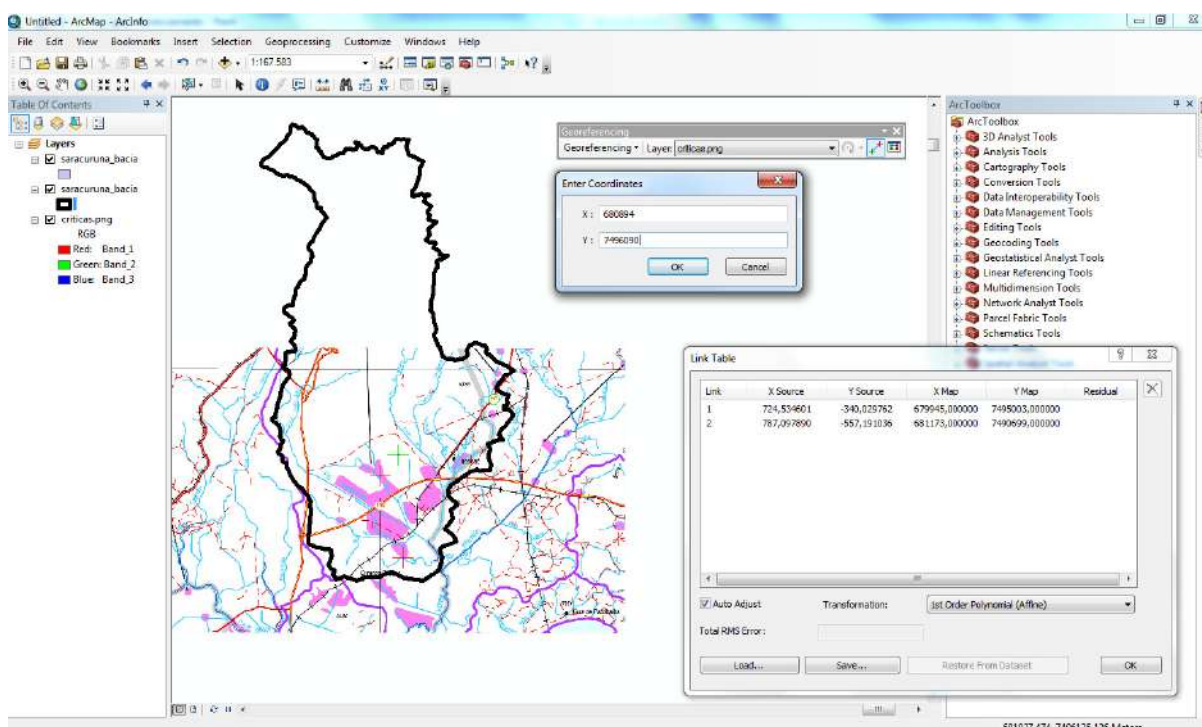 Untitled - ArcMap - ArcInfo
File Edit View Bookmarks Insert Selection Geoprocessing Customize Windows Help
1:167.583
Table Of Contents
Layers
saracuruna_bacia
saracuruna_bacia
criticas.png
RGB
Red: Band_1
Green: Band_2
Blue: Band_3
Georeferencing
Georeferencing Layer: criticas.png
Enter Coordinates
X : 680894
Y : 7496090
OK Cancel
ArcToolbox
ArcToolbox
3D Analyst Tools
Analysis Tools
Cartography Tools
Conversion Tools
Data Interoperability Tools
Data Management Tools
Editing Tools
Geocoding Tools
Geostatistical Analyst Tools
Linear Referencing Tools
Multidimension Tools
Network Analyst Tools
Parcel Fabric Tools
Schematics Tools
Link Table
Link X Source Y Source X Map Y Map Residual
1 724,534601 -340,029762 679945,000000 7495003,000000
2 787,097890 -557,191036 681173,000000 7490699,000000
Auto Adjust Transformation: 1st Order Polynomial (Affine)
Total RMS Error:
Load... Save... Restore From Dataset OK